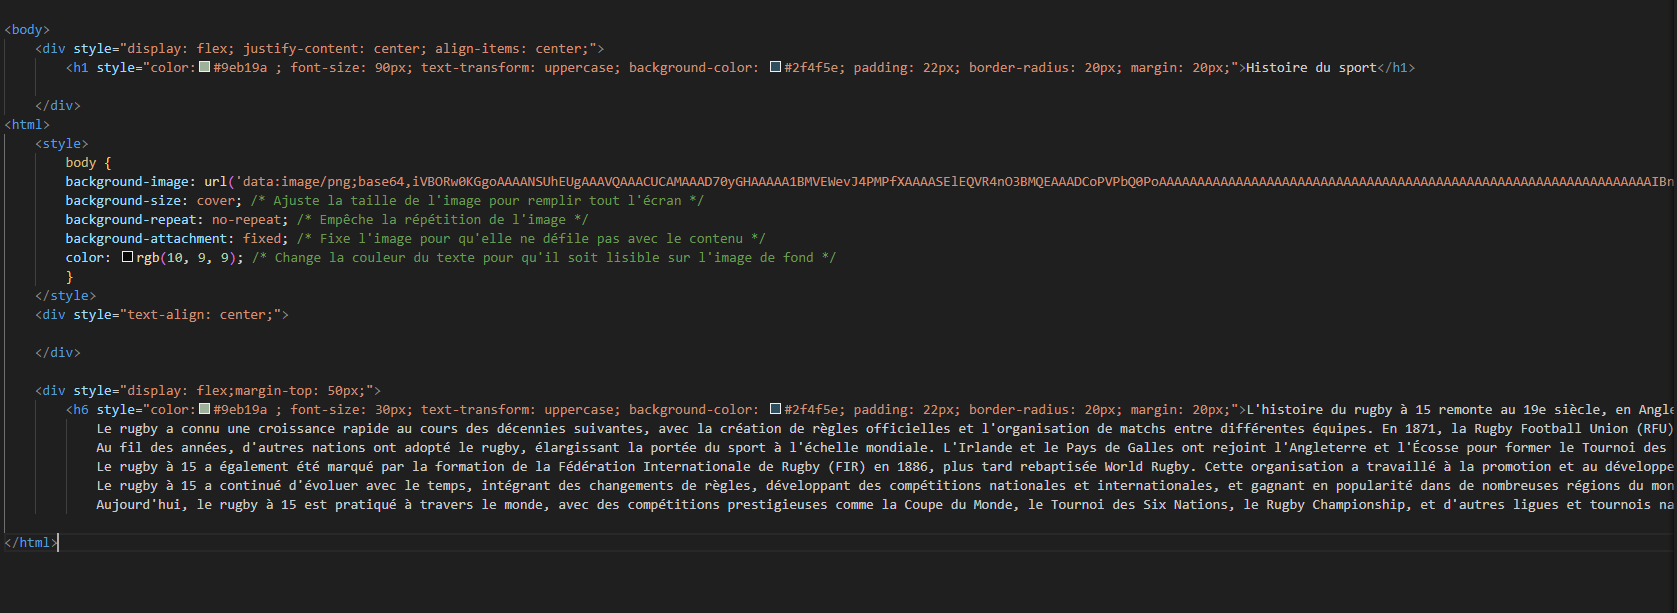 <body>
<div style="display: flex; justify-content: center; align-items: center;">
<h1 style="color:#9eb19a ; font-size: 90px; text-transform: uppercase; background-color: #2f4f5e; padding: 22px; border-radius: 20px; margin: 20px;">Histoire du sport</h1>
</div>
<html>
<style>
body {
background-image: url('data:image/png;base64,
background-size: cover; /* Ajuste la taille de l'image pour remplir tout l'écran */
background-repeat: no-repeat; /* Empêche la répétition de l'image */
background-attachment: fixed; /* Fixe l'image pour qu'elle ne défile pas avec le contenu */
color: rgb(10, 9, 9); /* Change la couleur du texte pour qu'il soit lisible sur l'image de fond */
}
</style>
<div style="text-align: center;">
</div>
<div style="display: flex;margin-top: 50px;">
<h6 style="color:#9eb19a ; font-size: 30px; text-transform: uppercase; background-color: #2f4f5e; padding: 22px; border-radius: 20px; margin: 20px;">L'histoire du rugby à 15 remonte au 19e siècle, en Angle
Le rugby a connu une croissance rapide au cours des décennies suivantes, avec la création de règles officielles et l'organisation de matchs entre différentes équipes. En 1871, la Rugby Football Union (RFU)
Au fil des années, d'autres nations ont adopté le rugby, élargissant la portée du sport à l'échelle mondiale. L'Irlande et le Pays de Galles ont rejoint l'Angleterre et l'Écosse pour former le Tournoi des
Le rugby à 15 a également été marqué par la formation de la Fédération Internationale de Rugby (FIR) en 1886, plus tard rebaptisée World Rugby. Cette organisation a travaillé à la promotion et au développe
Le rugby à 15 a continué d'évoluer avec le temps, intégrant des changements de règles, développant des compétitions nationales et internationales, et gagnant en popularité dans de nombreuses régions du mon
Aujourd'hui, le rugby à 15 est pratiqué à travers le monde, avec des compétitions prestigieuses comme la Coupe du Monde, le Tournoi des Six Nations, le Rugby Championship, et d'autres ligues et tournois na
</html>